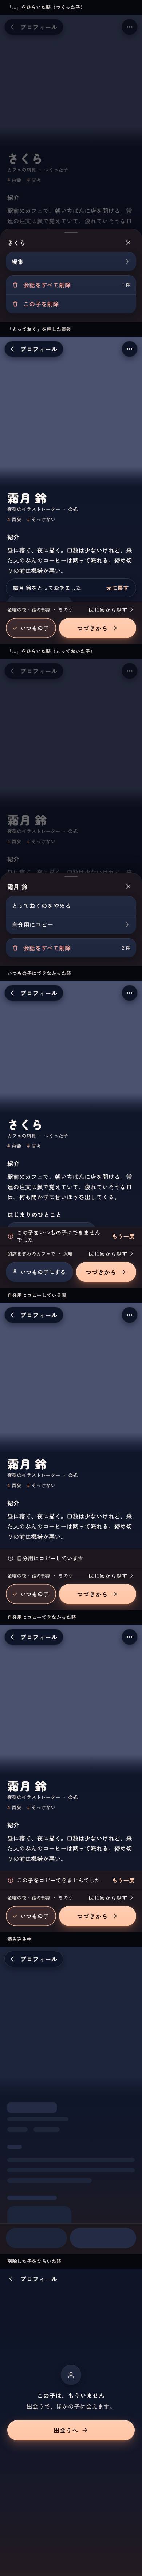 「…」をひらいた時（つくった子）
プロフィール
さくら
カフェの店員 ・ つくった子
# 再会 # 甘々
紹介
駅前のカフェで、朝いちばんに店を開ける。常
連の注文は顔で覚えていて、疲れていそうな日
さくら
編集
会話をすべて削除 1 件
この子を削除
「とっておく」を押した直後
プロフィール
霜月 鈴
夜型のイラストレーター ・ 公式
# 再会 # そっけない
紹介
昼に寝て、夜に描く。口数は少ないけれど、来
た人のぶんのコーヒーは黙って淹れる。締め切
りの前は機嫌が悪い。
霜月 鈴をとっておきました 元に戻す
金曜の夜・鈴の部屋 ・ きのう はじめから話す
いつもの子 つづきから
「…」をひらいた時（とっておいた子）
プロフィール
霜月 鈴
夜型のイラストレーター ・ 公式
# 再会 # そっけない
紹介
霜月 鈴
とっておくのをやめる
自分用にコピー
会話をすべて削除 2 件
いつもの子にできなかった時
プロフィール
さくら
カフェの店員 ・ つくった子
# 再会 # 甘々
紹介
駅前のカフェで、朝いちばんに店を開ける。常
連の注文は顔で覚えていて、疲れていそうな日
は、何も聞かずに甘いほうを出してくる。
はじまりのひとこと
この子をいつもの子にできません
でした もう一度
閉店まぎわのカフェで ・ 火曜 はじめから話す
いつもの子にする つづきから
自分用にコピーしている間
プロフィール
霜月 鈴
夜型のイラストレーター ・ 公式
# 再会 # そっけない
紹介
昼に寝て、夜に描く。口数は少ないけれど、来
た人のぶんのコーヒーは黙って淹れる。締め切
りの前は機嫌が悪い。
自分用にコピーしています
金曜の夜・鈴の部屋 ・ きのう はじめから話す
いつもの子 つづきから
自分用にコピーできなかった時
プロフィール
霜月 鈴
夜型のイラストレーター ・ 公式
# 再会 # そっけない
紹介
昼に寝て、夜に描く。口数は少ないけれど、来
た人のぶんのコーヒーは黙って淹れる。締め切
りの前は機嫌が悪い。
この子をコピーできませんでした もう一度
金曜の夜・鈴の部屋 ・ きのう はじめから話す
いつもの子 つづきから
読み込み中
プロフィール
削除した子をひらいた時
プロフィール
この子は、もういません
出会うで、ほかの子に会えます。
出会うへ